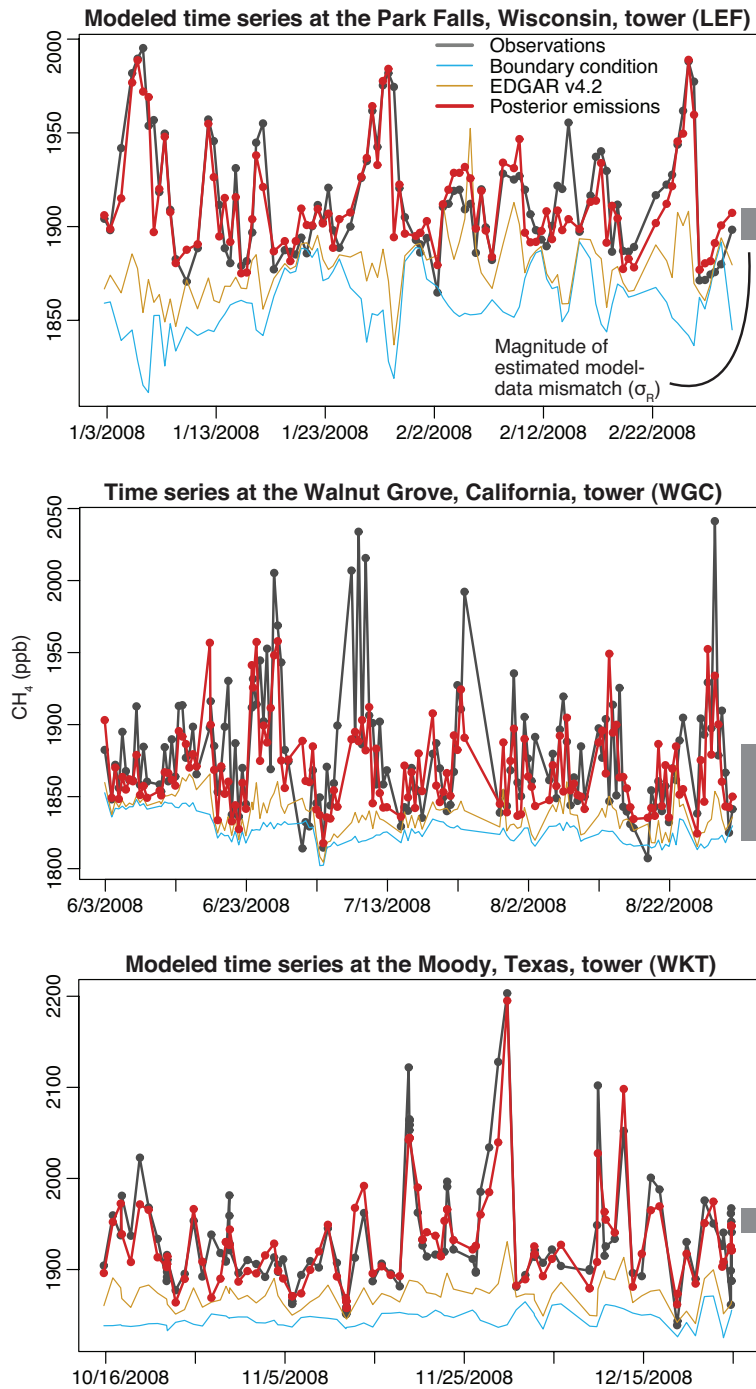 Modeled time series at the Park Falls, Wisconsin, tower (LEF)
2000
1950
1900
1850
Observations
Boundary condition
EDGAR v4.2
Posterior emissions
Magnitude of
estimated model-
data mismatch (σR)
1/3/2008 1/13/2008 1/23/2008 2/2/2008 2/12/2008 2/22/2008
Time series at the Walnut Grove, California, tower (WGC)
CH4 (ppb)
2050
2000
1950
1900
1850
1800
6/3/2008 6/23/2008 7/13/2008 8/2/2008 8/22/2008
Modeled time series at the Moody, Texas, tower (WKT)
2200
2100
2000
1900
10/16/2008 11/5/2008 11/25/2008 12/15/2008